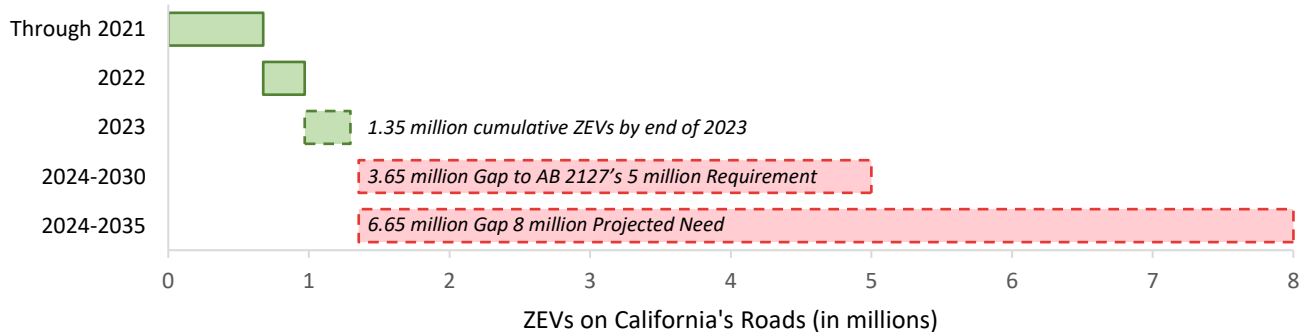 Through 2021
2022
2023
1.35 million cumulative ZEVs by end of 2023
2024-2030
3.65 million Gap to AB 2127’s 5 million Requirement
2024-2035
6.65 million Gap 8 million Projected Need
0 1 2 3 4 5 6 7 8
ZEVs on California's Roads (in millions)